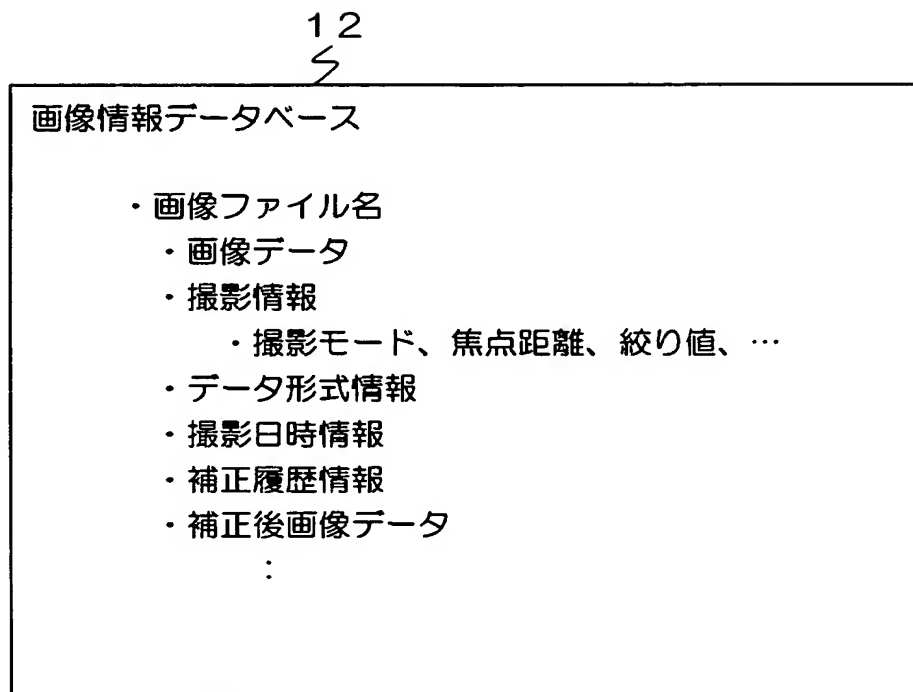 12
画像情報データベース
・画像ファイル名
・画像データ
・撮影情報
・撮影モード、焦点距離、絞り値、…
・データ形式情報
・撮影日時情報
・補正履歴情報
・補正後画像データ
：